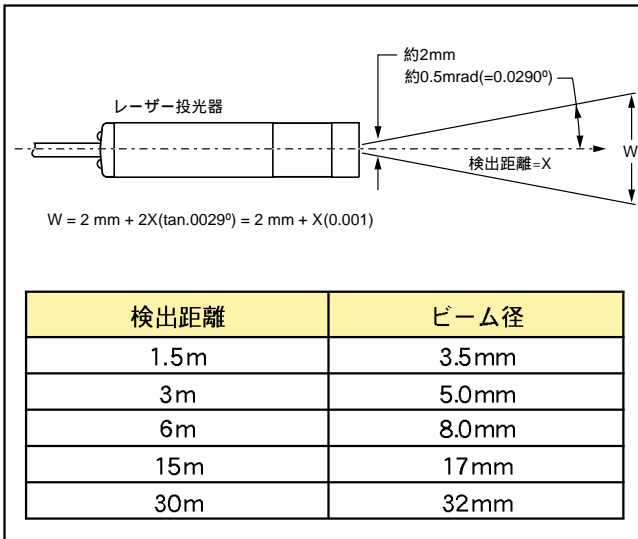 約2mm
約0.5mrad(=0.0290º)
レーザー投光器
W
検出距離=X
W = 2 mm + 2X(tan.0029º) = 2 mm + X(0.001)
検出距離 ビーム径
1.5m 3.5mm
3m 5.0mm
6m 8.0mm
15m 17mm
30m 32mm